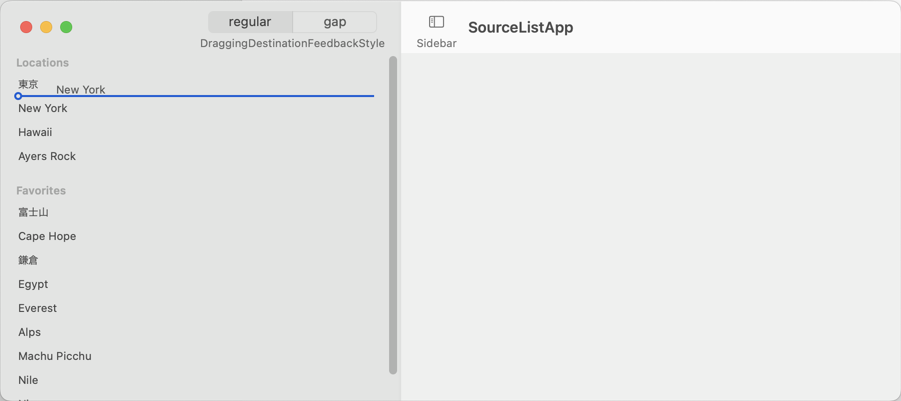 regular gap
DraggingDestinationFeedbackStyle
Sidebar
SourceListApp
Locations
東京
New York
New York
Hawaii
Ayers Rock
Favorites
富士山
Cape Hope
鎌倉
Egypt
Everest
Alps
Machu Picchu
Nile